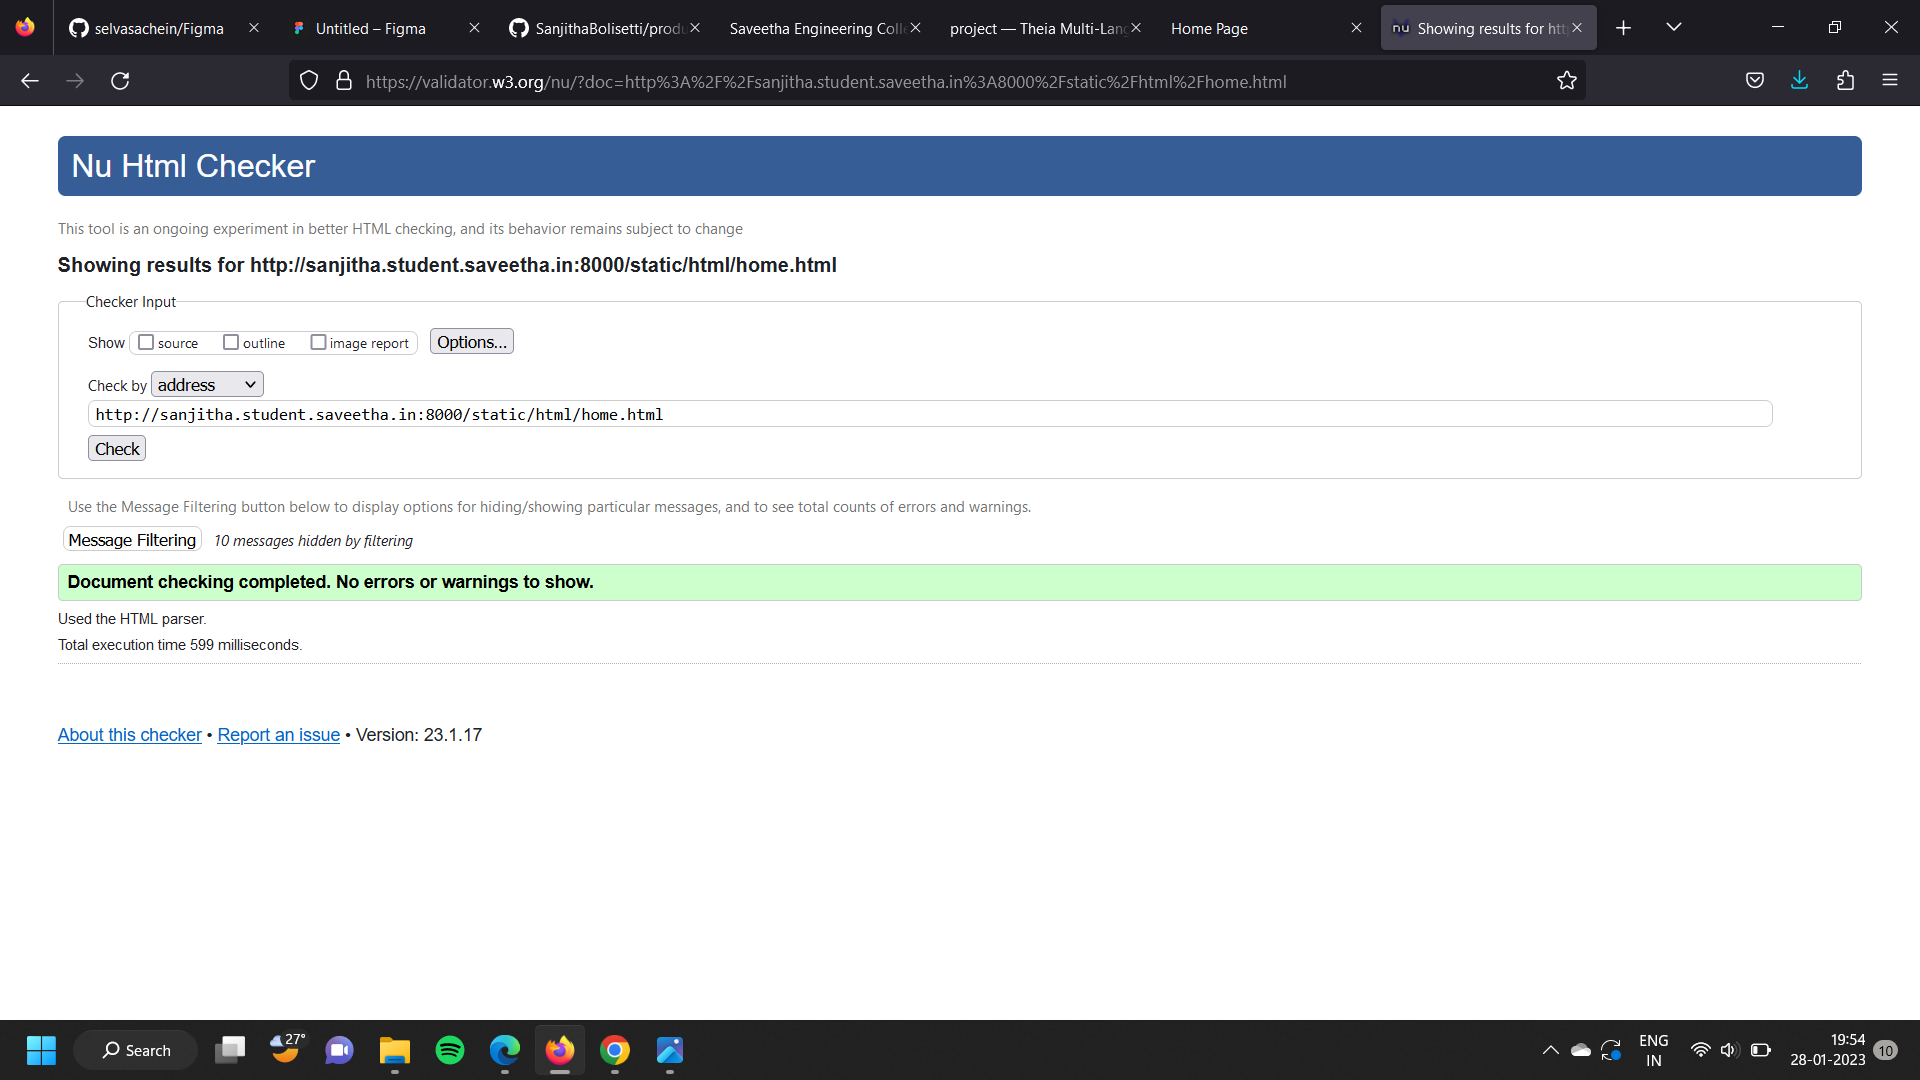 selvasachein/Figma
Untitled – Figma
SanjithaBolisetti/produ
Saveetha Engineering Colle
project — Theia Multi-Lang
Home Page
nu Showing results for htt
https://validator.w3.org/nu/?doc=http%3A%2F%2Fsanjitha.student.saveetha.in%3A8000%2Fstatic%2Fhtml%2Fhome.html
Nu Html Checker
This tool is an ongoing experiment in better HTML checking, and its behavior remains subject to change
Showing results for http://sanjitha.student.saveetha.in:8000/static/html/home.html
Checker Input
Show source outline image report Options...
Check by address
http://sanjitha.student.saveetha.in:8000/static/html/home.html
Check
Use the Message Filtering button below to display options for hiding/showing particular messages, and to see total counts of errors and warnings.
Message Filtering 10 messages hidden by filtering
Document checking completed. No errors or warnings to show.
Used the HTML parser.
Total execution time 599 milliseconds.
About this checker • Report an issue • Version: 23.1.17
Search
27°
ENG
IN
19:54
28-01-2023
10